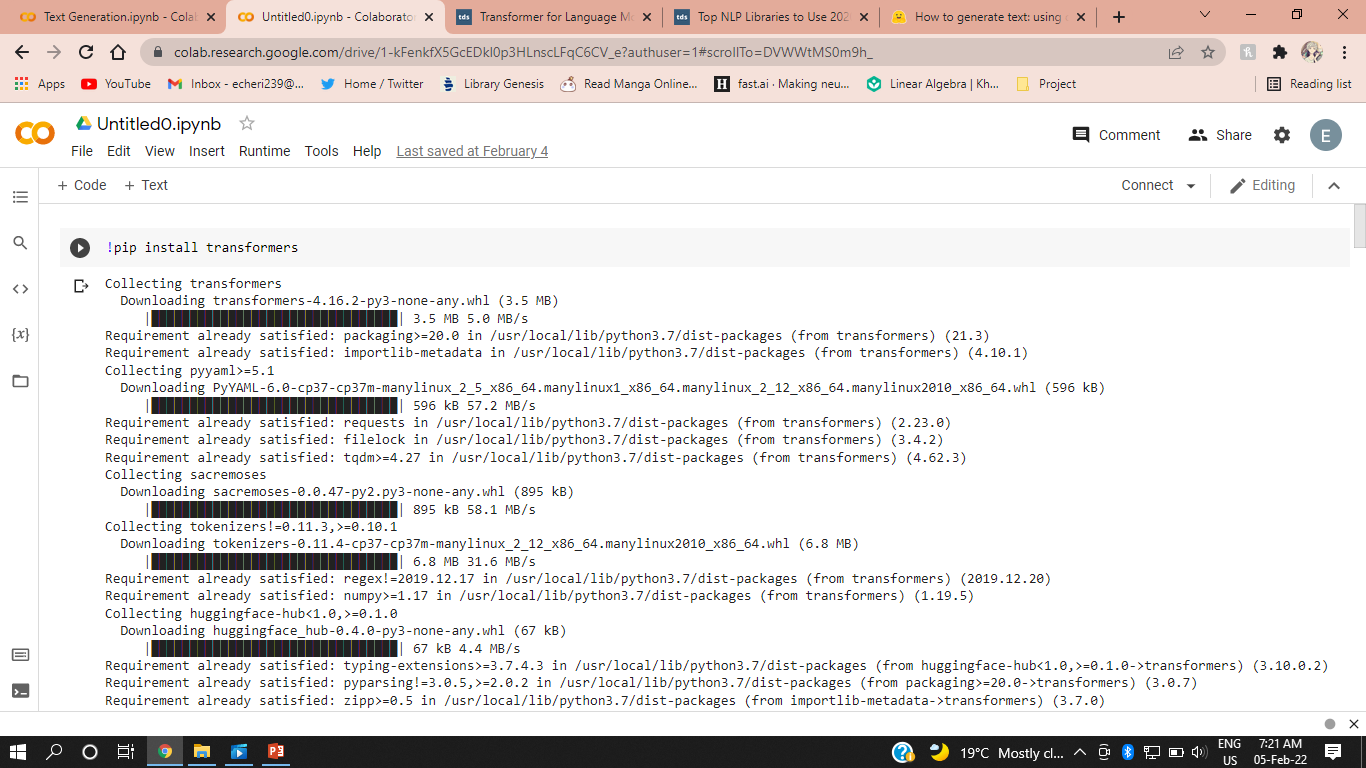 Text Generation.ipynb - Colab
Untitled0.ipynb - Colaborato
Transformer for Language Mo
Top NLP Libraries to Use 202
How to generate text: using
colab.research.google.com/drive/1-kFenkfX5GcEDkI0p3HLnscLFqC6CV_e?authuser=1#scrollTo=DVWWtMS0m9h_
Apps
YouTube
Inbox - echeri239@...
Home / Twitter
Library Genesis
Read Manga Online...
H
fast.ai · Making neu...
Linear Algebra | Kh...
Project
Reading list
Untitled0.ipynb
Comment
Share
E
File Edit View Insert Runtime Tools Help Last saved at February 4
+ Code + Text
Connect
Editing
!pip install transformers
Collecting transformers
Downloading transformers-4.16.2-py3-none-any.whl (3.5 MB)
3.5 MB 5.0 MB/s
Requirement already satisfied: packaging>=20.0 in /usr/local/lib/python3.7/dist-packages (from transformers) (21.3)
Requirement already satisfied: importlib-metadata in /usr/local/lib/python3.7/dist-packages (from transformers) (4.10.1)
Collecting pyyaml>=5.1
Downloading PyYAML-6.0-cp37-cp37m-manylinux_2_5_x86_64.manylinux1_x86_64.manylinux_2_12_x86_64.manylinux2010_x86_64.whl (596 kB)
596 kB 57.2 MB/s
Requirement already satisfied: requests in /usr/local/lib/python3.7/dist-packages (from transformers) (2.23.0)
Requirement already satisfied: filelock in /usr/local/lib/python3.7/dist-packages (from transformers) (3.4.2)
Requirement already satisfied: tqdm>=4.27 in /usr/local/lib/python3.7/dist-packages (from transformers) (4.62.3)
Collecting sacremoses
Downloading sacremoses-0.0.47-py2.py3-none-any.whl (895 kB)
895 kB 58.1 MB/s
Collecting tokenizers!=0.11.3,>=0.10.1
Downloading tokenizers-0.11.4-cp37-cp37m-manylinux_2_12_x86_64.manylinux2010_x86_64.whl (6.8 MB)
6.8 MB 31.6 MB/s
Requirement already satisfied: regex!=2019.12.17 in /usr/local/lib/python3.7/dist-packages (from transformers) (2019.12.20)
Requirement already satisfied: numpy>=1.17 in /usr/local/lib/python3.7/dist-packages (from transformers) (1.19.5)
Collecting huggingface-hub<1.0,>=0.1.0
Downloading huggingface_hub-0.4.0-py3-none-any.whl (67 kB)
67 kB 4.4 MB/s
Requirement already satisfied: typing-extensions>=3.7.4.3 in /usr/local/lib/python3.7/dist-packages (from huggingface-hub<1.0,>=0.1.0->transformers) (3.10.0.2)
Requirement already satisfied: pyparsing!=3.0.5,>=2.0.2 in /usr/local/lib/python3.7/dist-packages (from packaging>=20.0->transformers) (3.0.7)
Requirement already satisfied: zipp>=0.5 in /usr/local/lib/python3.7/dist-packages (from importlib-metadata->transformers) (3.7.0)
19°C Mostly cl...
ENG
US
7:21 AM
05-Feb-22